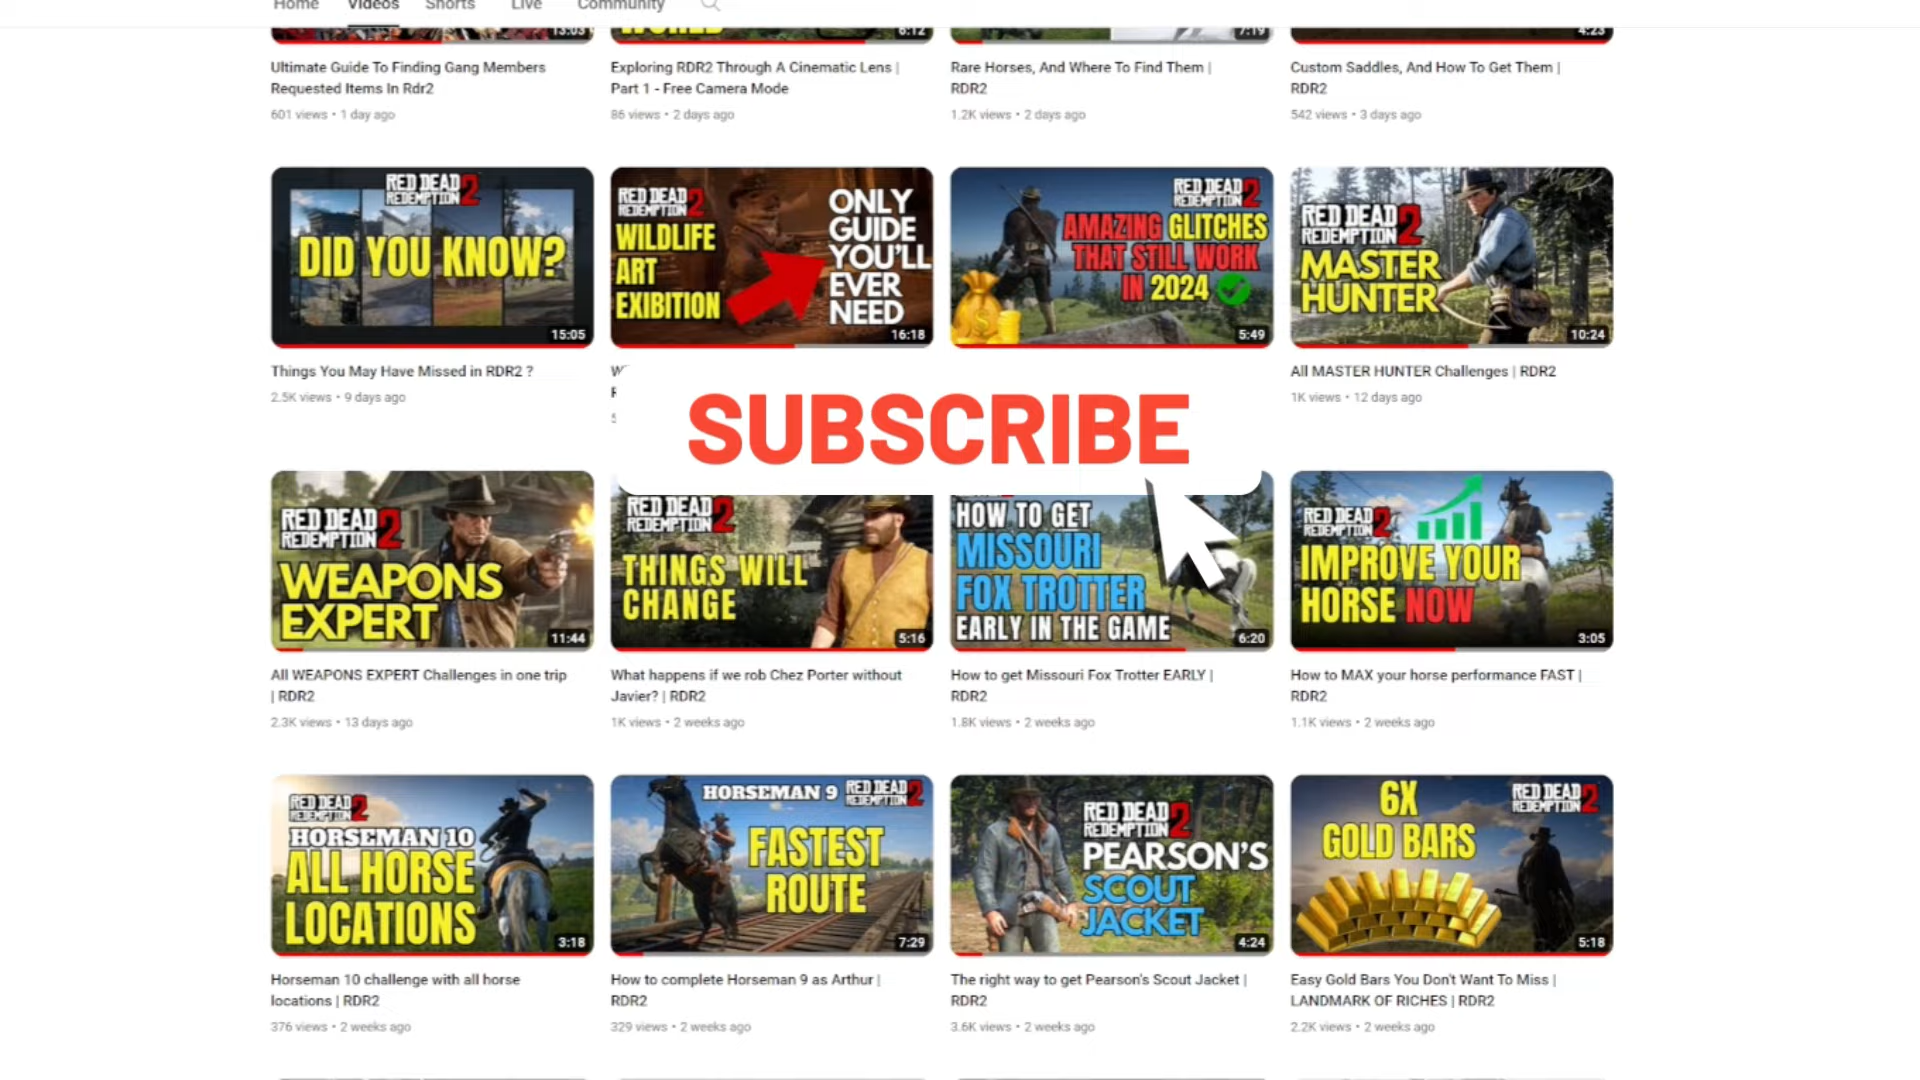 Home Videos Shorts Live Community
13:03
WORLD
6:12
7:19
4:23
Ultimate Guide To Finding Gang Members
Requested Items In Rdr2
601 views • 1 day ago
Exploring RDR2 Through A Cinematic Lens |
Part 1 - Free Camera Mode
86 views • 2 days ago
Rare Horses, And Where To Find Them |
RDR2
1.2K views • 2 days ago
Custom Saddles, And How To Get Them |
RDR2
542 views • 3 days ago
RED DEAD
REDEMPTION 2
DID YOU KNOW?
15:05
Things You May Have Missed in RDR2 ?
2.5K views • 9 days ago
RED DEAD
REDEMPTION 2
WILDLIFE
ART
EXIBITION
ONLY
GUIDE
YOU'LL
EVER
NEED
16:18
RED DEAD
REDEMPTION 2
AMAZING GLITCHES
THAT STILL WORK
IN 2024
5:49
RED DEAD
REDEMPTION 2
MASTER
HUNTER
10:24
All MASTER HUNTER Challenges | RDR2
1K views • 12 days ago
SUBSCRIBE
RED DEAD
REDEMPTION 2
WEAPONS
EXPERT
11:44
All WEAPONS EXPERT Challenges in one trip
| RDR2
2.3K views • 13 days ago
RED DEAD
REDEMPTION 2
THINGS WILL
CHANGE
5:16
What happens if we rob Chez Porter without
Javier? | RDR2
1K views • 2 weeks ago
HOW TO GET
MISSOURI
FOX TROTTER
EARLY IN THE GAME
6:20
How to get Missouri Fox Trotter EARLY |
RDR2
1.8K views • 2 weeks ago
RED DEAD
REDEMPTION 2
IMPROVE YOUR
HORSE NOW
3:05
How to MAX your horse performance FAST |
RDR2
1.1K views • 2 weeks ago
RED DEAD
REDEMPTION 2
HORSEMAN 10
ALL HORSE
LOCATIONS
3:18
Horseman 10 challenge with all horse
locations | RDR2
376 views • 2 weeks ago
HORSEMAN 9
RED DEAD
REDEMPTION 2
FASTEST
ROUTE
7:29
How to complete Horseman 9 as Arthur |
RDR2
329 views • 2 weeks ago
RED DEAD
REDEMPTION 2
PEARSON'S
SCOUT
JACKET
4:24
The right way to get Pearson's Scout Jacket |
RDR2
3.6K views • 2 weeks ago
6X
GOLD BARS
RED DEAD
REDEMPTION 2
5:18
Easy Gold Bars You Don't Want To Miss |
LANDMARK OF RICHES | RDR2
2.2K views • 2 weeks ago